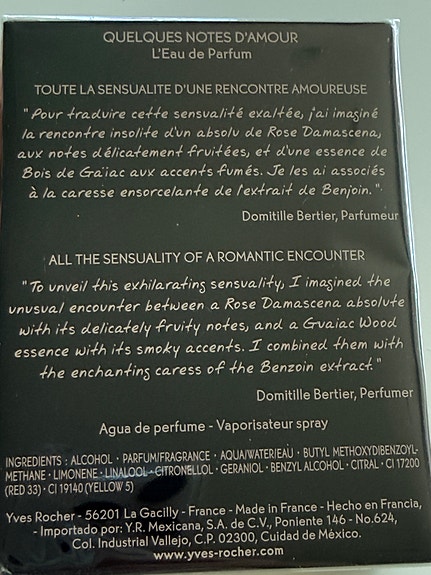 QUELQUES NOTES D'AMOUR
L'Eau de Parfum
TOUTE LA SENSUALITE D'UNE RENCONTRE AMOUREUSE
"Pour traduire cette sensualité exaltée, j'ai imaginé
la rencontre insolite d'un absolu de Rose Damascena,
aux notes délicatement fruitées, et d'une essence de
Bois de Gaïac aux accents fumés. Je les ai associés
à la caresse ensorcelante de l'extrait de Benjoin."
Domitille Bertier, Parfumeur
ALL THE SENSUALITY OF A ROMANTIC ENCOUNTER
"To unveil this exhilarating sensuality, I imagined the
unusual encounter between a Rose Damascena absolute
with its delicately fruity notes, and a Guaiac Wood
essence with its smoky accents. I combined them with
the enchanting caress of the Benzoin extract."
Domitille Bertier, Perfumer
Agua de perfume - Vaporisateur spray
INGREDIENTS : ALCOHOL • PARFUM/FRAGRANCE • AQUA/WATER/EAU • BUTYL METHOXYDIBENZOYL-
METHANE • LIMONENE • LINALOOL • CITRONELLOL • GERANIOL • BENZYL ALCOHOL • CITRAL • CI 17200
(RED 33) • CI 19140 (YELLOW 5)
Yves Rocher - 56201 La Gacilly - France - Made in France - Hecho en Francia,
- Importado por: Y.R. Mexicana, S.A. de C.V., Poniente 146 - No.624,
Col. Industrial Vallejo, C.P. 02300, Cuidad de México.
www.yves-rocher.com